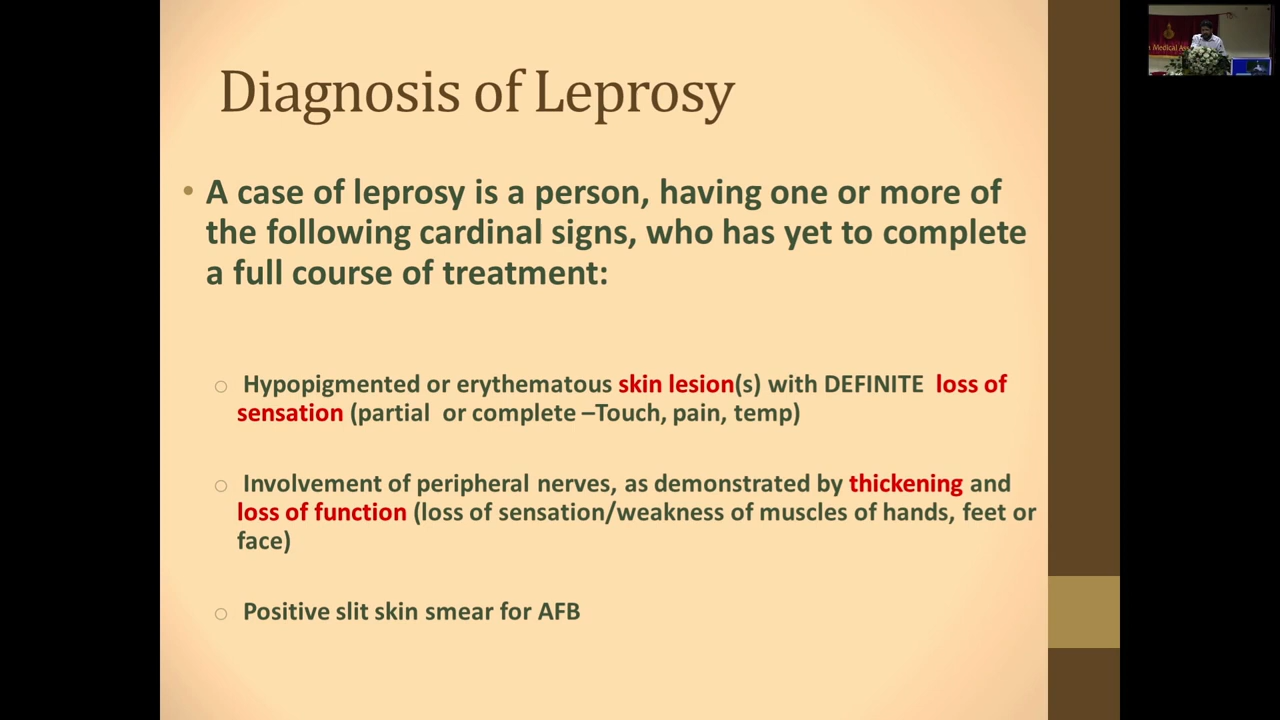 Diagnosis of Leprosy
• A case of leprosy is a person, having one or more of
the following cardinal signs, who has yet to complete
a full course of treatment:
○ Hypopigmented or erythematous skin lesion(s) with DEFINITE loss of
sensation (partial or complete –Touch, pain, temp)
○ Involvement of peripheral nerves, as demonstrated by thickening and
loss of function (loss of sensation/weakness of muscles of hands, feet or
face)
○ Positive slit skin smear for AFB
Medical